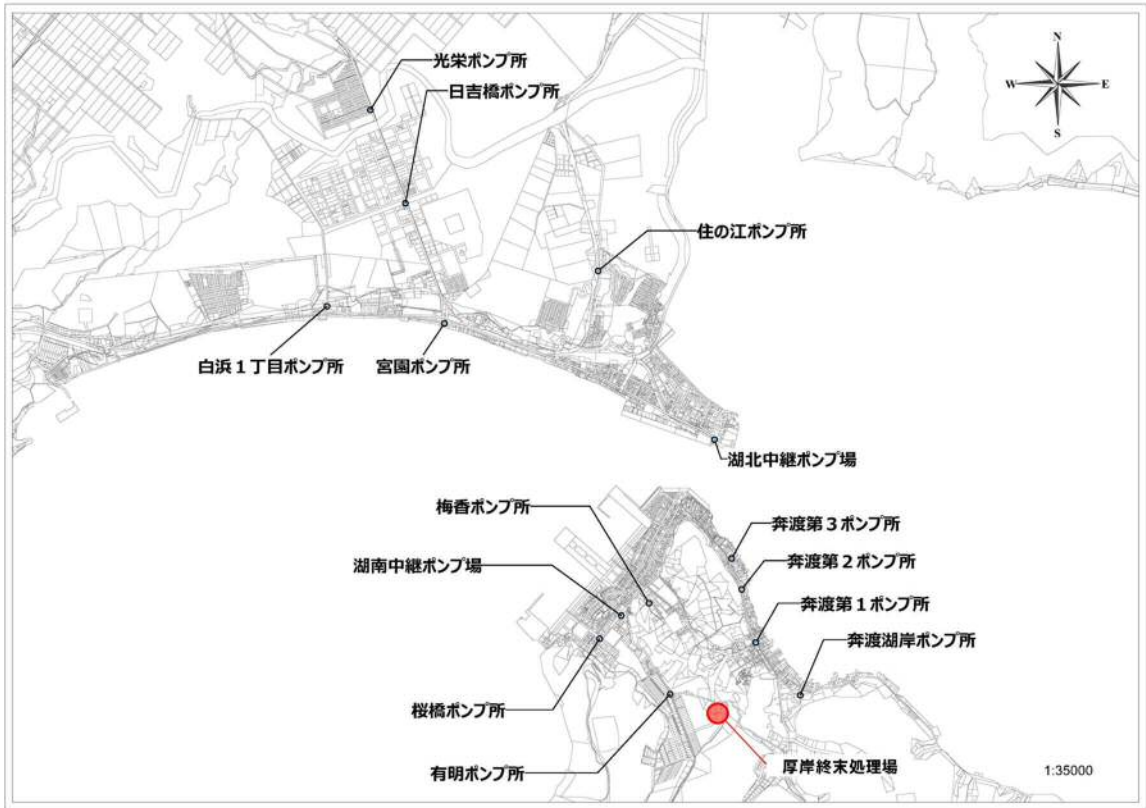 光栄ポンプ所
日吉橋ポンプ所
N
W
E
S
住の江ポンプ所
白浜1丁目ポンプ所
宮園ポンプ所
湖北中継ポンプ場
梅香ポンプ所
奔渡第3ポンプ所
湖南中継ポンプ場
奔渡第2ポンプ所
奔渡第1ポンプ所
奔渡湖岸ポンプ所
桜橋ポンプ所
有明ポンプ所
厚岸終末処理場
1:35000